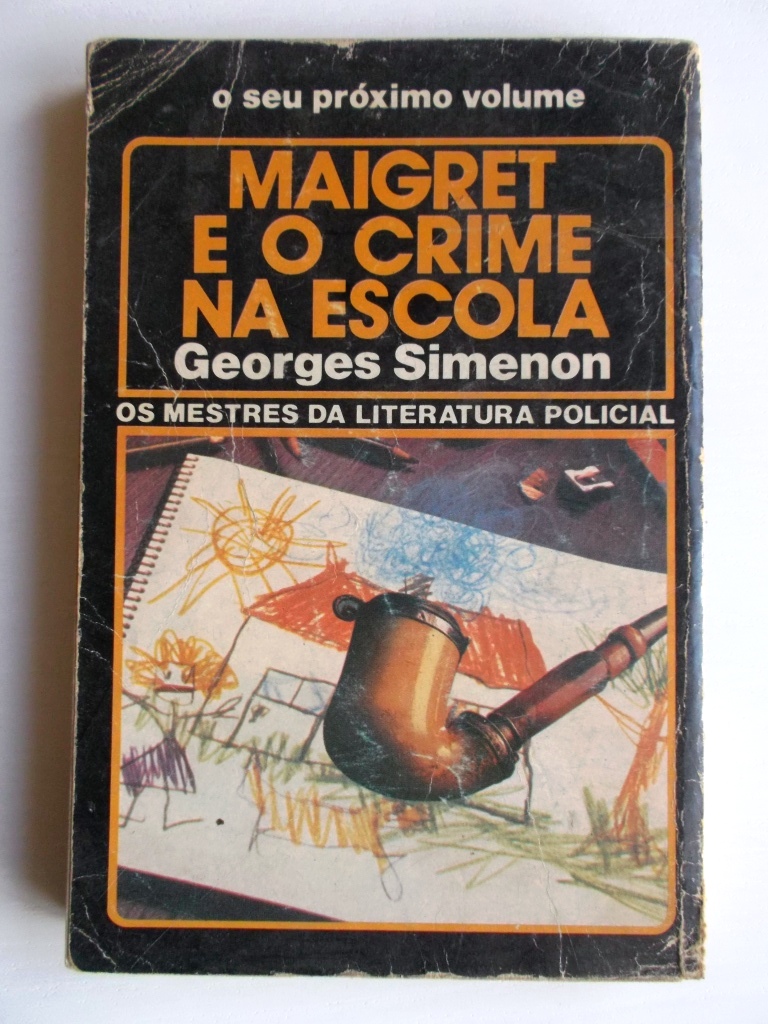 o seu próximo volume
MAIGRET
E O CRIME
NA ESCOLA
Georges Simenon
OS MESTRES DA LITERATURA POLICIAL